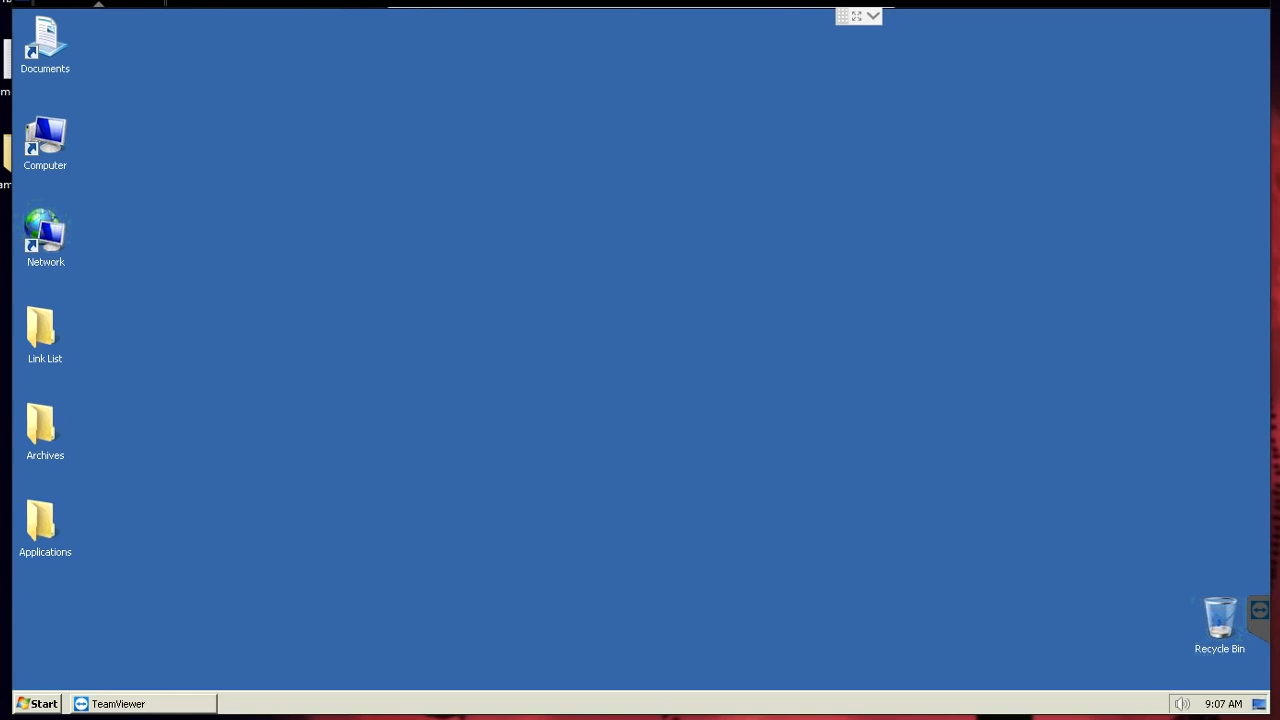 Documents
Computer
Network
Link List
Archives
Applications
Recycle Bin
Start
TeamViewer
9:07 AM